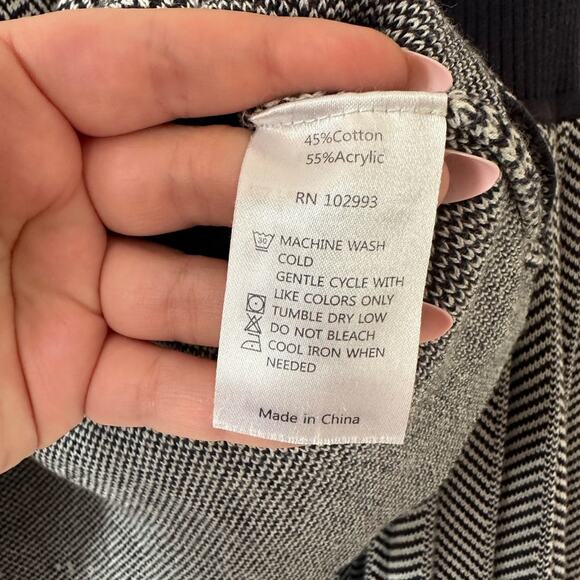 45%Cotton
55%Acrylic
RN 102993
30
MACHINE WASH
COLD
GENTLE CYCLE WITH
LIKE COLORS ONLY
TUMBLE DRY LOW
DO NOT BLEACH
COOL IRON WHEN
NEEDED
Made in China